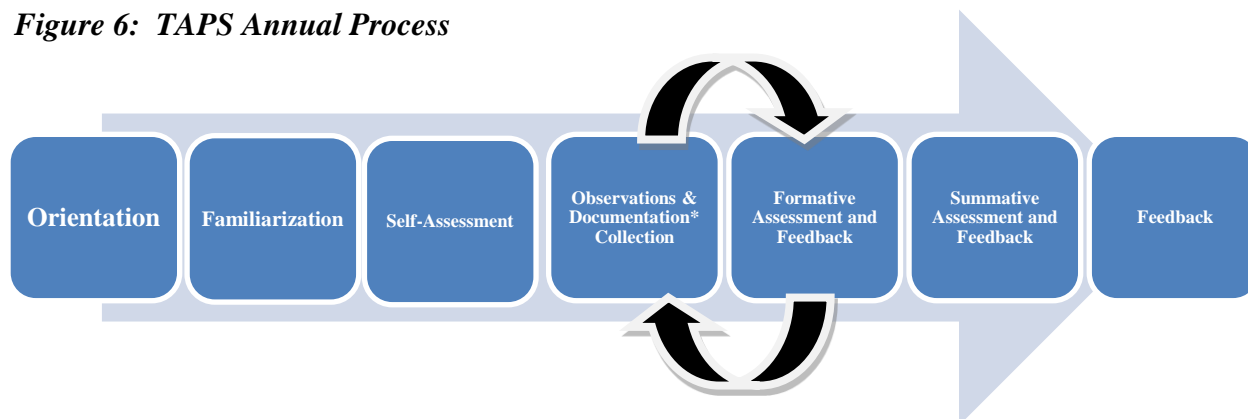 Figure 6: TAPS Annual Process
Orientation
Familiarization
Self-Assessment
Observations &
Documentation*
Collection
Formative
Assessment and
Feedback
Summative
Assessment and
Feedback
Feedback